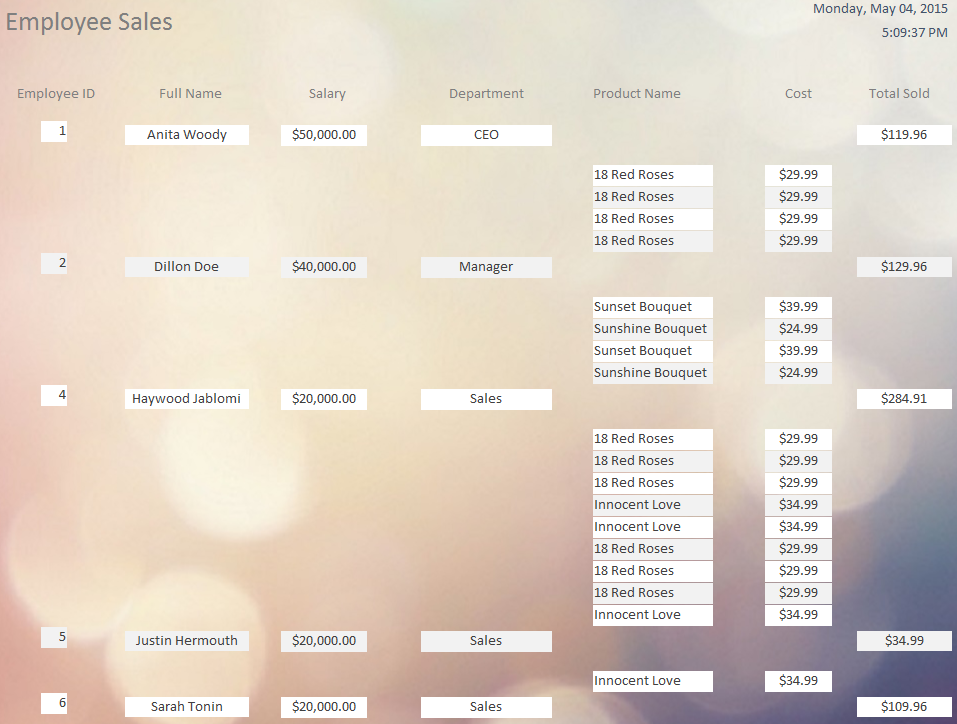 Employee Sales
Monday, May 04, 2015
5:09:37 PM
Employee ID Full Name Salary Department Product Name Cost Total Sold
1 Anita Woody $50,000.00 CEO $119.96
18 Red Roses $29.99
18 Red Roses $29.99
18 Red Roses $29.99
18 Red Roses $29.99
2 Dillon Doe $40,000.00 Manager $129.96
Sunset Bouquet $39.99
Sunshine Bouquet $24.99
Sunset Bouquet $39.99
Sunshine Bouquet $24.99
4 Haywood Jablomi $20,000.00 Sales $284.91
18 Red Roses $29.99
18 Red Roses $29.99
18 Red Roses $29.99
Innocent Love $34.99
Innocent Love $34.99
18 Red Roses $29.99
18 Red Roses $29.99
18 Red Roses $29.99
Innocent Love $34.99
5 Justin Hermouth $20,000.00 Sales $34.99
Innocent Love $34.99
6 Sarah Tonin $20,000.00 Sales $109.96